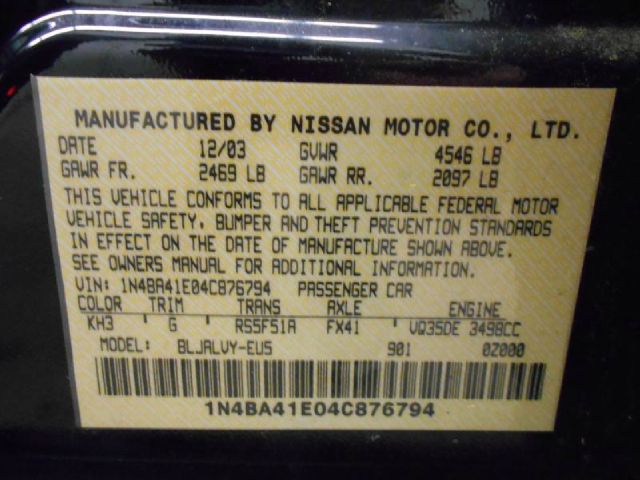 MANUFACTURED BY NISSAN MOTOR CO., LTD.
DATE 12/03 GVWR 4546 LB
GAWR FR. 2469 LB GAWR RR. 2097 LB
THIS VEHICLE CONFORMS TO ALL APPLICABLE FEDERAL MOTOR
VEHICLE SAFETY, BUMPER AND THEFT PREVENTION STANDARDS
IN EFFECT ON THE DATE OF MANUFACTURE SHOWN ABOVE.
SEE OWNERS MANUAL FOR ADDITIONAL INFORMATION.
VIN: 1N4BA41E04C876794 PASSENGER CAR
COLOR TRIM TRANS AXLE ENGINE
KH3 G RS5F51A FX41 VQ35DE 3498CC
MODEL: BLJALVY-EU5 901 0Z000
1N4BA41E04C876794